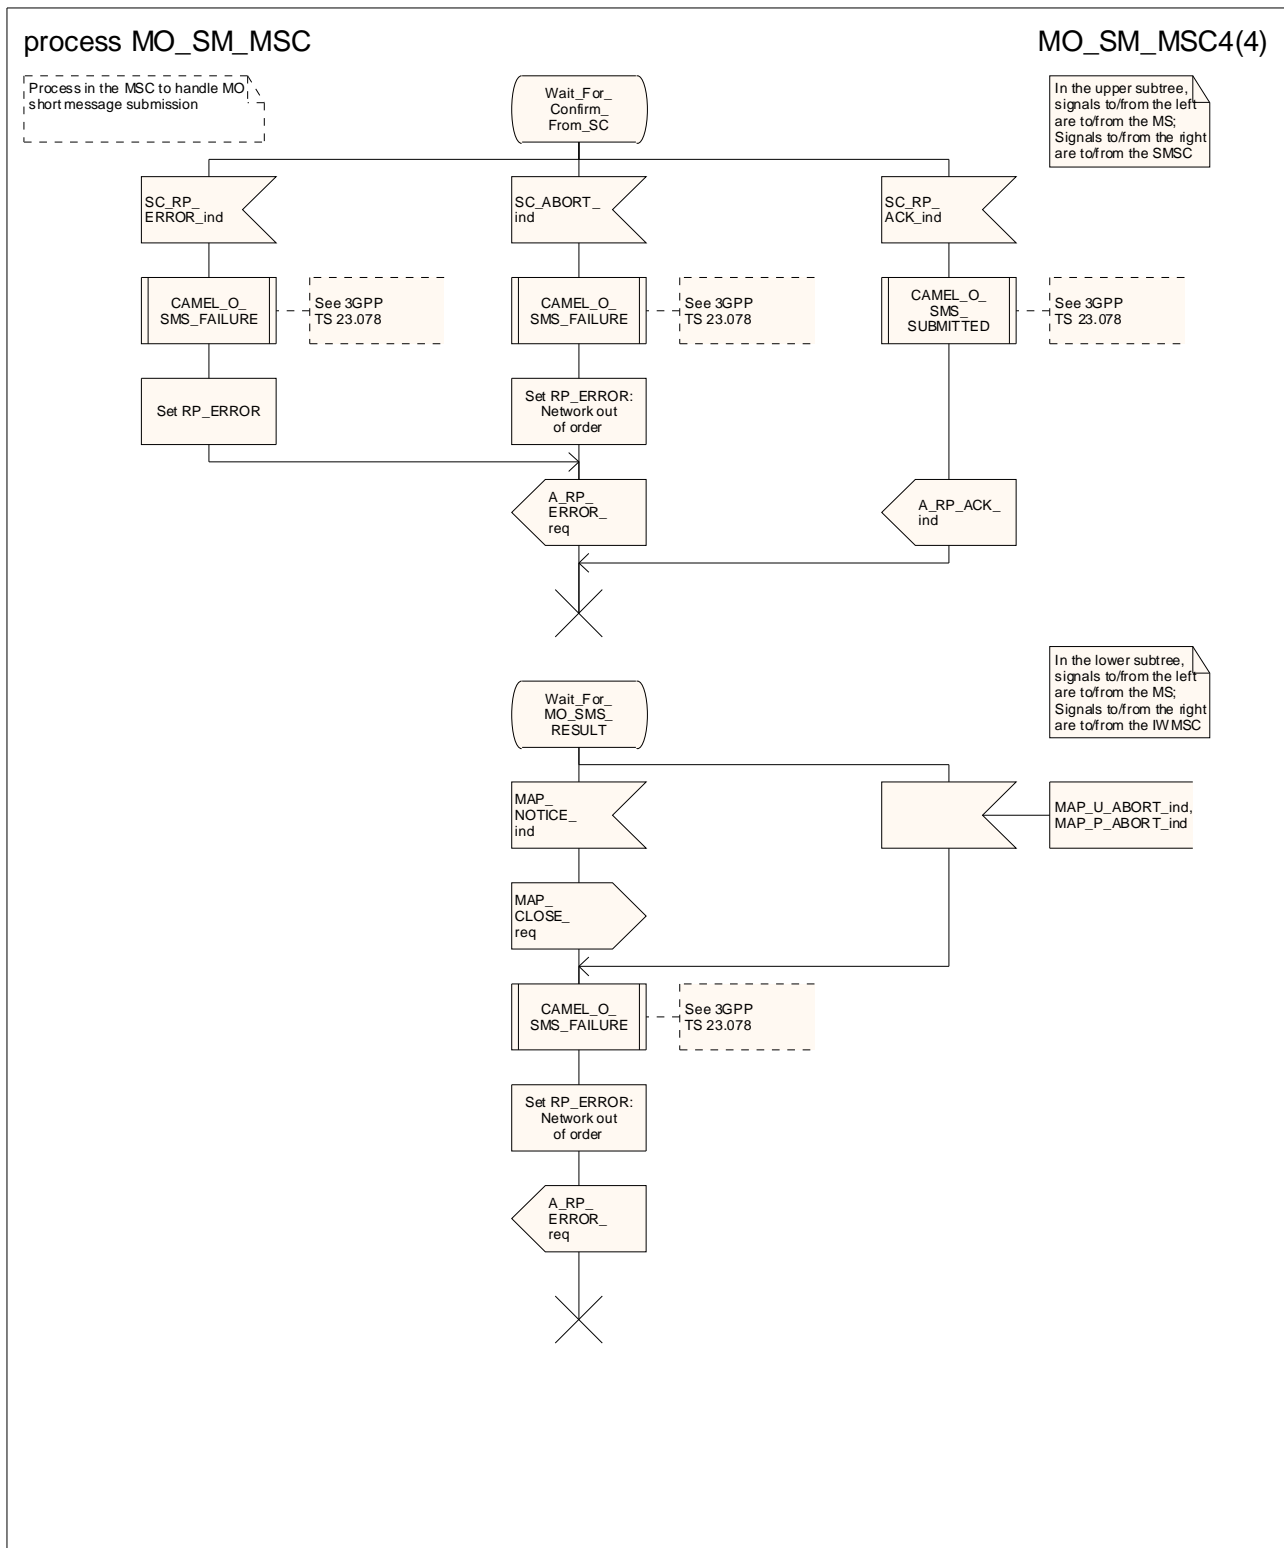 process MO_SM_MSC
MO_SM_MSC4(4)
Process in the MSC to handle MO
short message submission
Wait_For_
Confirm_
From_SC
In the upper subtree,
signals to/from the left
are to/from the MS;
Signals to/from the right
are to/from the SMSC
SC_RP_
ERROR_ind
SC_ABORT_
ind
SC_RP_
ACK_ind
CAMEL_O_
SMS_FAILURE
See 3GPP
TS 23.078
CAMEL_O_
SMS_FAILURE
See 3GPP
TS 23.078
CAMEL_O_
SMS_
SUBMITTED
See 3GPP
TS 23.078
Set RP_ERROR
Set RP_ERROR:
Network out
of order
A_RP_
ERROR_
req
A_RP_ACK_
ind
In the lower subtree,
signals to/from the left
are to/from the MS;
Signals to/from the right
are to/from the IWMSC
Wait_For_
MO_SMS_
RESULT
MAP_
NOTICE_
ind
MAP_U_ABORT_ind,
MAP_P_ABORT_ind
MAP_
CLOSE_
req
CAMEL_O_
SMS_FAILURE
See 3GPP
TS 23.078
Set RP_ERROR:
Network out
of order
A_RP_
ERROR_
req